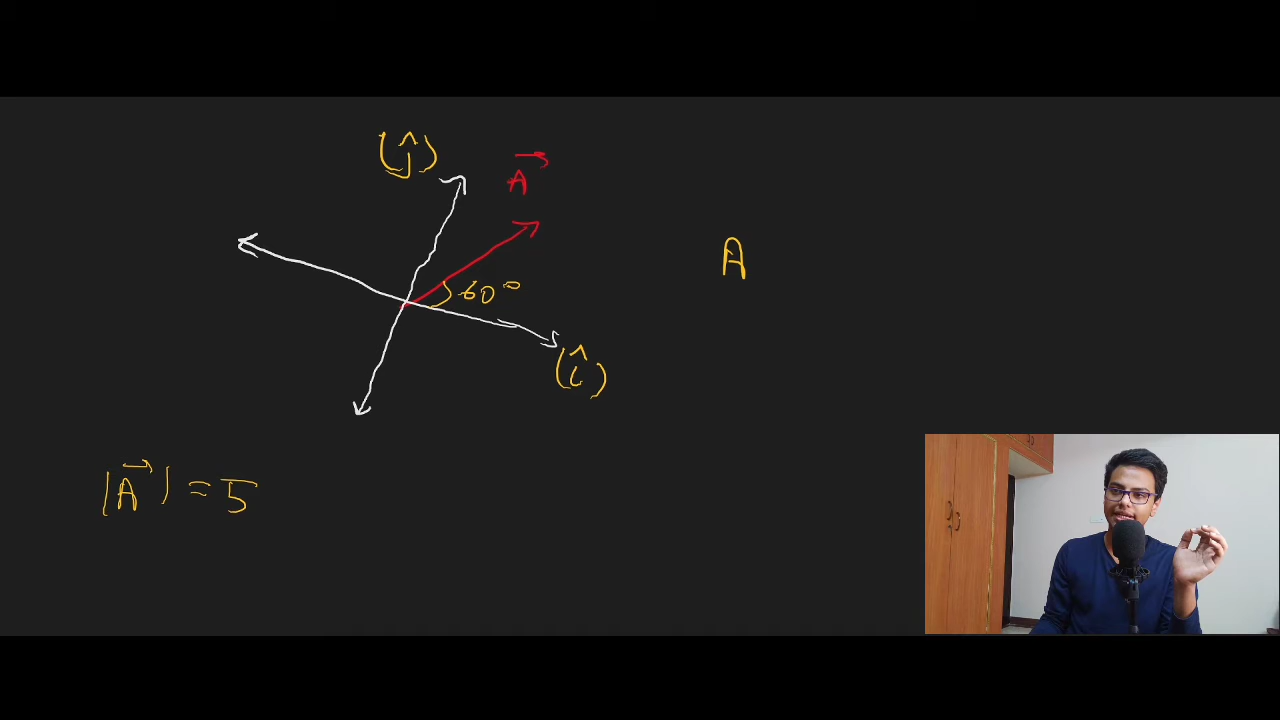 (ĵ)
A⃗
A
60°
(î)
|A⃗| = 5